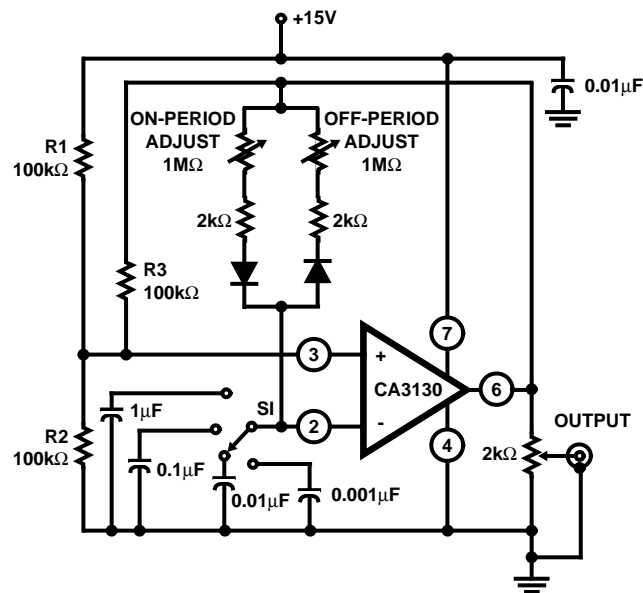 +15V
0.01μF
ON-PERIOD
ADJUST
1MΩ
OFF-PERIOD
ADJUST
1MΩ
R1
100kΩ
2kΩ
2kΩ
R3
100kΩ
7
3
+
CA3130
6
SI
2
-
4
OUTPUT
1μF
R2
100kΩ
0.1μF
0.01μF
0.001μF
2kΩ